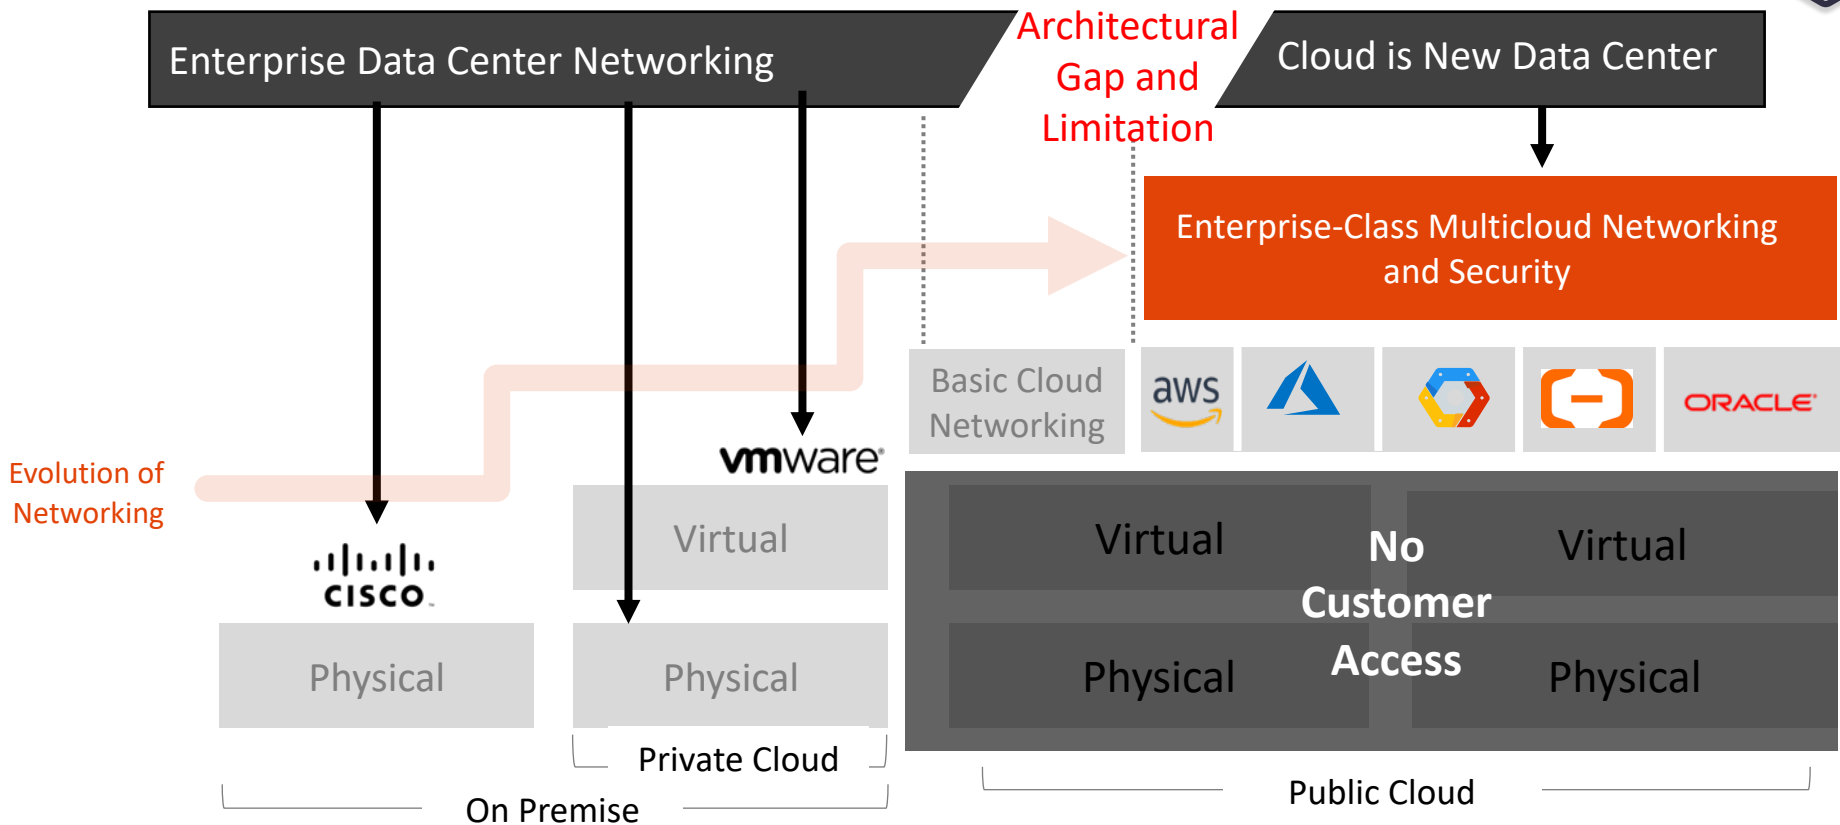 Enterprise Data Center Networking
Architectural
Gap and
Limitation
Cloud is New Data Center
Enterprise-Class Multicloud Networking
and Security
Basic Cloud
Networking
aws
ORACLE
vmware
Evolution of
Networking
CISCO
Virtual
Physical
Physical
Virtual
Virtual
No
Customer
Access
Physical
Physical
Private Cloud
On Premise
Public Cloud